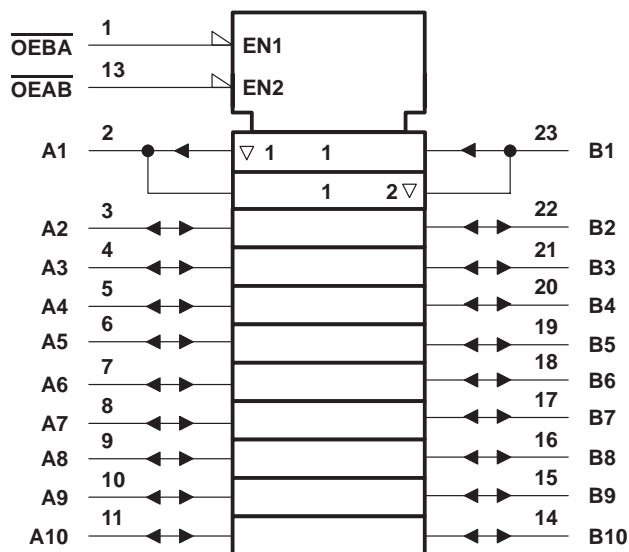 1
OEBA
EN1
13
OEAB
EN2
A1 2 ▽ 1 1 23 B1
1 2 ▽
A2 3 22 B2
A3 4 21 B3
A4 5 20 B4
A5 6 19 B5
A6 7 18 B6
A7 8 17 B7
A8 9 16 B8
A9 10 15 B9
A10 11 14 B10